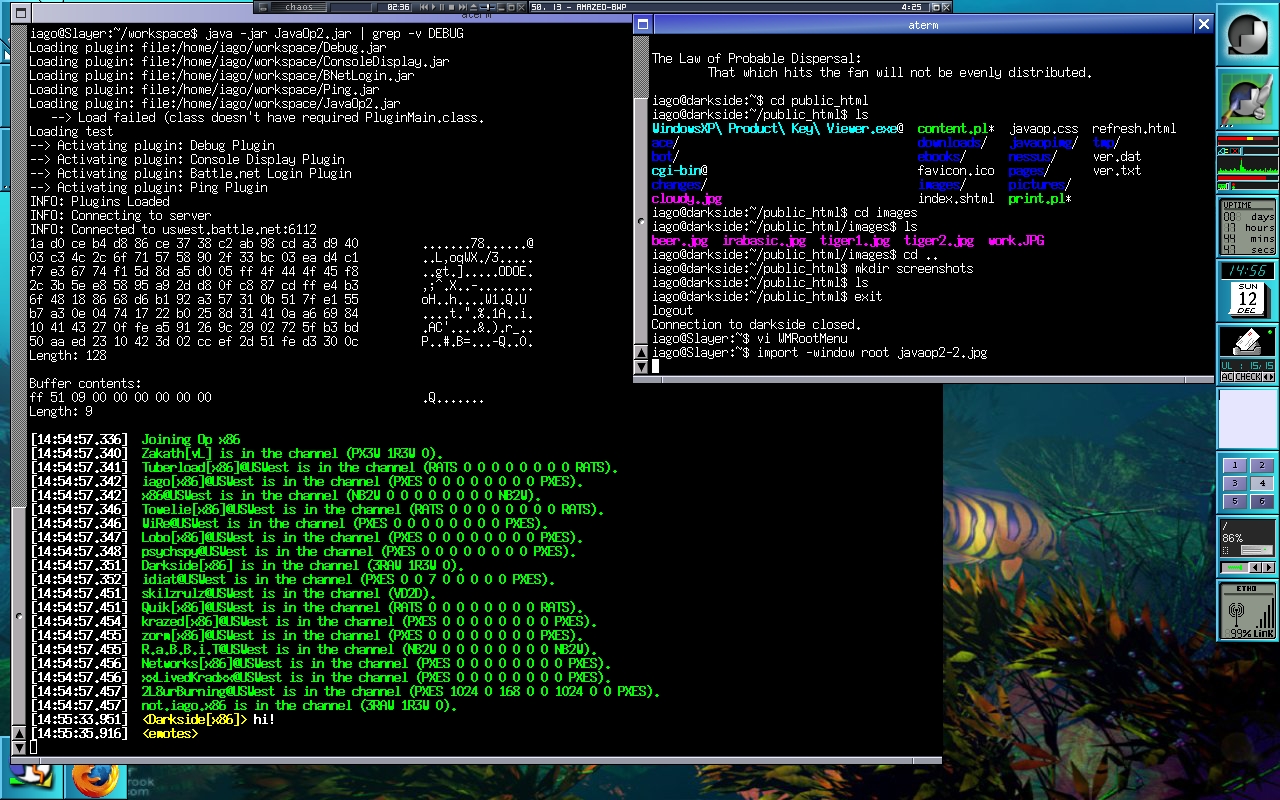 chaos
02:36
58. 13 - AMAZED-BWP
4:25
aterm
iago@Slayer:~/workspace$ java -jar JavaOp2.jar | grep -v DEBUG
Loading plugin: file:/home/iago/workspace/Debug.jar
Loading plugin: file:/home/iago/workspace/ConsoleDisplay.jar
Loading plugin: file:/home/iago/workspace/BNetLogin.jar
Loading plugin: file:/home/iago/workspace/Ping.jar
Loading plugin: file:/home/iago/workspace/JavaOp2.jar
--> Load failed (class doesn't have required PluginMain.class.
Loading test
--> Activating plugin: Debug Plugin
--> Activating plugin: Console Display Plugin
--> Activating plugin: Battle.net Login Plugin
--> Activating plugin: Ping Plugin
INFO: Plugins Loaded
INFO: Connecting to server
INFO: Connected to uswest.battle.net:6112
1a d0 ce b4 d8 86 ce 37 38 c2 ab 98 cd a3 d9 40 .......78......@
03 c3 4c 2c 6f 71 57 58 90 2f 33 bc 03 ea d4 c1 ..L,oqWX./3.....
f7 e3 67 74 f1 5d 8d a5 d0 05 ff 4f 44 4f 45 f8 ..gt.].....ODOE.
2c 3b 5e e8 58 95 a9 2d d8 0f c8 87 cd ff e4 b3 ,;^.X..-........
6f 48 18 86 68 d6 b1 92 a3 57 31 0b 51 7f e1 55 oH..h....W1.Q.U
b7 a3 0e 04 74 17 22 b0 25 8d 31 41 0a a6 69 84 ....t.".%.1A..i.
10 41 43 27 0f fe a5 91 26 9c 29 02 72 5f b3 bd .AC'....&.).r_..
50 aa ed 23 10 42 3d 02 cc ef 2d 51 fe d3 30 0c P..#.B=...-Q..0.
Length: 128
Buffer contents:
ff 51 09 00 00 00 00 00 00 .Q.......
Length: 9
[14:54:57.336] Joining Op x86
[14:54:57.340] Zakath[vL] is in the channel (PX3W 1R3W 0).
[14:54:57.341] Tuberload[x86]@USWest is in the channel (RATS 0 0 0 0 0 0 0 0 RATS).
[14:54:57.342] iago[x86]@USWest is in the channel (PXES 0 0 0 0 0 0 0 0 PXES).
[14:54:57.342] x86@USWest is in the channel (NB2W 0 0 0 0 0 0 0 0 NB2W).
[14:54:57.346] Towelie[x86]@USWest is in the channel (RATS 0 0 0 0 0 0 0 0 RATS).
[14:54:57.346] WiRe@USWest is in the channel (PXES 0 0 0 0 0 0 0 0 PXES).
[14:54:57.347] Lobo[x86]@USWest is in the channel (PXES 0 0 0 0 0 0 0 0 PXES).
[14:54:57.348] psychspy@USWest is in the channel (PXES 0 0 0 0 0 0 0 0 PXES).
[14:54:57.351] Darkside[x86] is in the channel (3RAW 1R3W 0).
[14:54:57.352] idiat@USWest is in the channel (PXES 0 0 7 0 0 0 0 0 PXES).
[14:54:57.451] skilzrulz@USWest is in the channel (VD2D).
[14:54:57.451] Quik[x86]@USWest is in the channel (RATS 0 0 0 0 0 0 0 0 RATS).
[14:54:57.454] krazed[x86]@USWest is in the channel (PXES 0 0 0 0 0 0 0 0 PXES).
[14:54:57.455] zorm[x86]@USWest is in the channel (PXES 0 0 0 0 0 0 0 0 PXES).
[14:54:57.455] R.a.B.B.i.T@USWest is in the channel (NB2W 0 0 0 0 0 0 0 0 NB2W).
[14:54:57.456] Networks[x86]@USWest is in the channel (PXES 0 0 0 0 0 0 0 0 PXES).
[14:54:57.456] xxLivedKradxx@USWest is in the channel (PXES 0 0 0 0 0 0 0 0 PXES).
[14:54:57.457] 2L8urBurning@USWest is in the channel (PXES 1024 0 168 0 0 1024 0 0 PXES).
[14:54:57.457] not.iago.x86 is in the channel (3RAW 1R3W 0).
[14:55:33.951] <Darkside[x86]> hi!
[14:55:35.916] <emotes>
aterm
The Law of Probable Dispersal:
That which hits the fan will not be evenly distributed.
iago@darkside:~$ cd public_html
iago@darkside:~/public_html$ ls
WindowsXP\ Product\ Key\ Viewer.exe@ content.pl* javaop.css refresh.html
ace/ downloads/ javaopimg/ tmp/
bot/ ebooks/ nessus/ ver.dat
cgi-bin@ favicon.ico pages/ ver.txt
changes/ images/ pictures/
cloudy.jpg index.shtml print.pl*
iago@darkside:~/public_html$ cd images
iago@darkside:~/public_html/images$ ls
beer.jpg irabasic.jpg tiger1.jpg tiger2.jpg work.JPG
iago@darkside:~/public_html/images$ cd ..
iago@darkside:~/public_html$ mkdir screenshots
iago@darkside:~/public_html$ ls
iago@darkside:~/public_html$ exit
logout
Connection to darkside closed.
iago@Slayer:~$ vi WMRootMenu
iago@Slayer:~$ import -window root javaop2-2.jpg
UPTIME
00 days
17 hours
44 mins
47 secs
14:56
SUN
12
DEC
UL : 15/15
AC CHECK
1 2
3 4
5 6
/
86%
ETH0
99% LinK
rook
.com